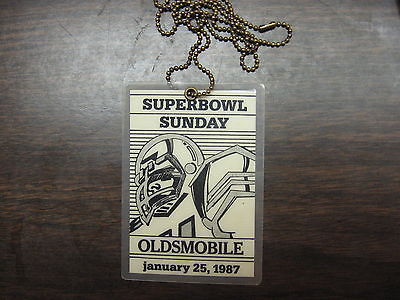 SUPERBOWL
SUNDAY
OLDSMOBILE
january 25, 1987